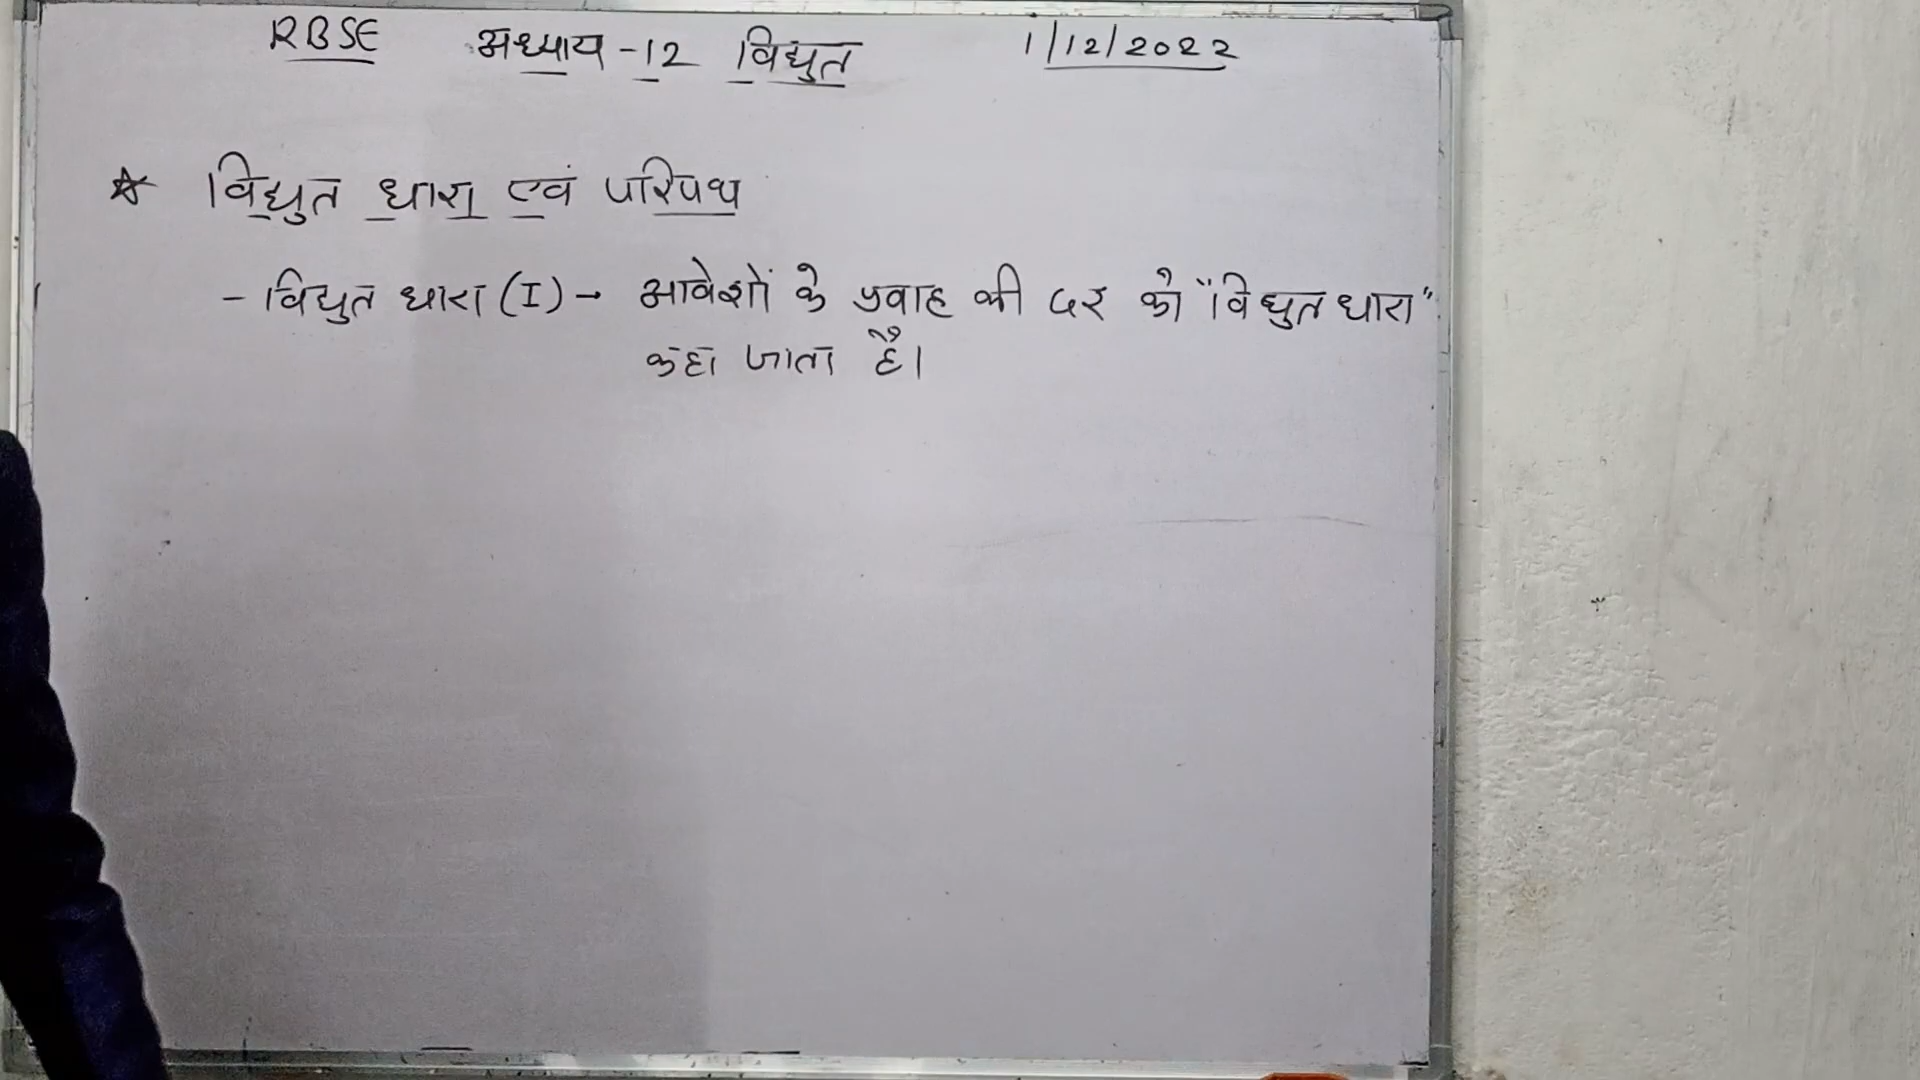 RBSE अध्याय -12 विद्युत 1/12/2022
☆ विद्युत धारा एवं परिपथ
- विद्युत धारा (I) → आवेशों के प्रवाह की दर को "विद्युत धारा"
कहा जाता है।